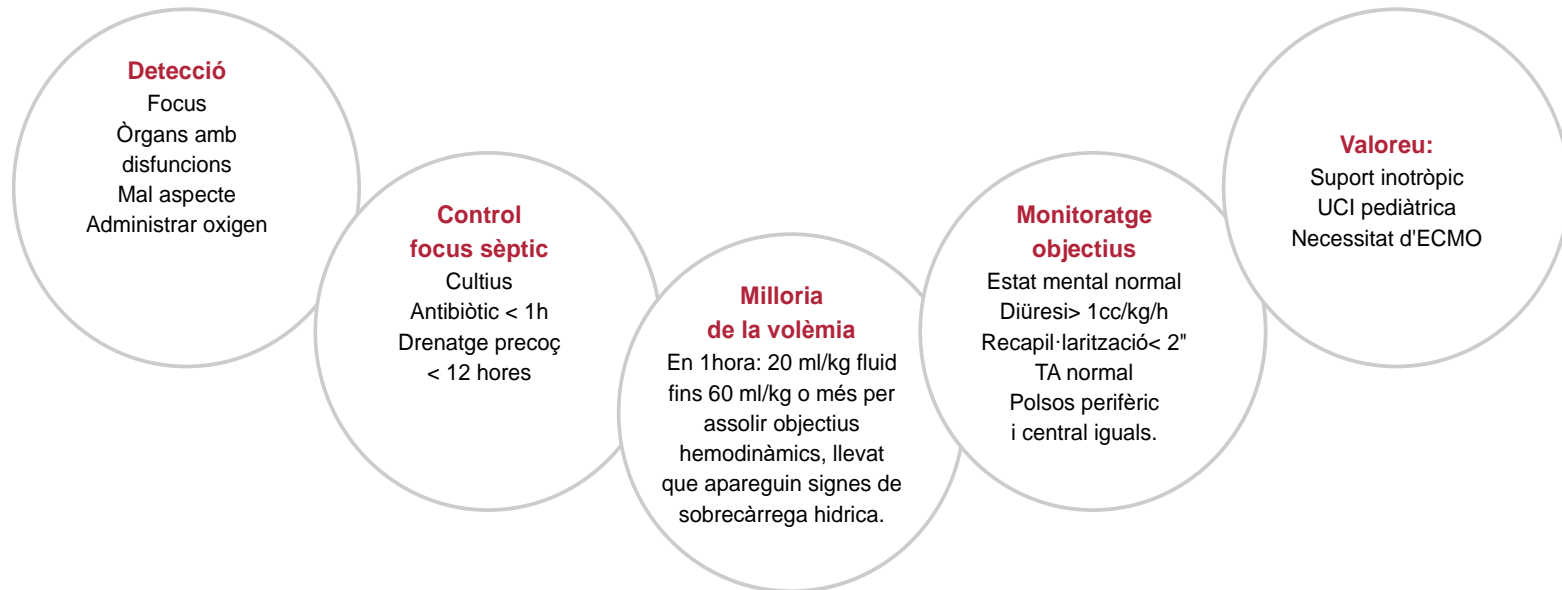 Detecció
Focus
Òrgans amb
disfuncions
Mal aspecte
Administrar oxigen
Control
focus sèptic
Cultius
Antibiòtic < 1h
Drenatge precoç
< 12 hores
Milloria
de la volèmia
En 1hora: 20 ml/kg fluid
fins 60 ml/kg o més per
assolir objectius
hemodinàmics, llevat
que apareguin signes de
sobrecàrrega hidrica.
Monitoratge
objectius
Estat mental normal
Diüresi> 1cc/kg/h
Recapil·larització< 2"
TA normal
Polsos perifèric
i central iguals.
Valoreu:
Suport inotròpic
UCI pediàtrica
Necessitat d'ECMO